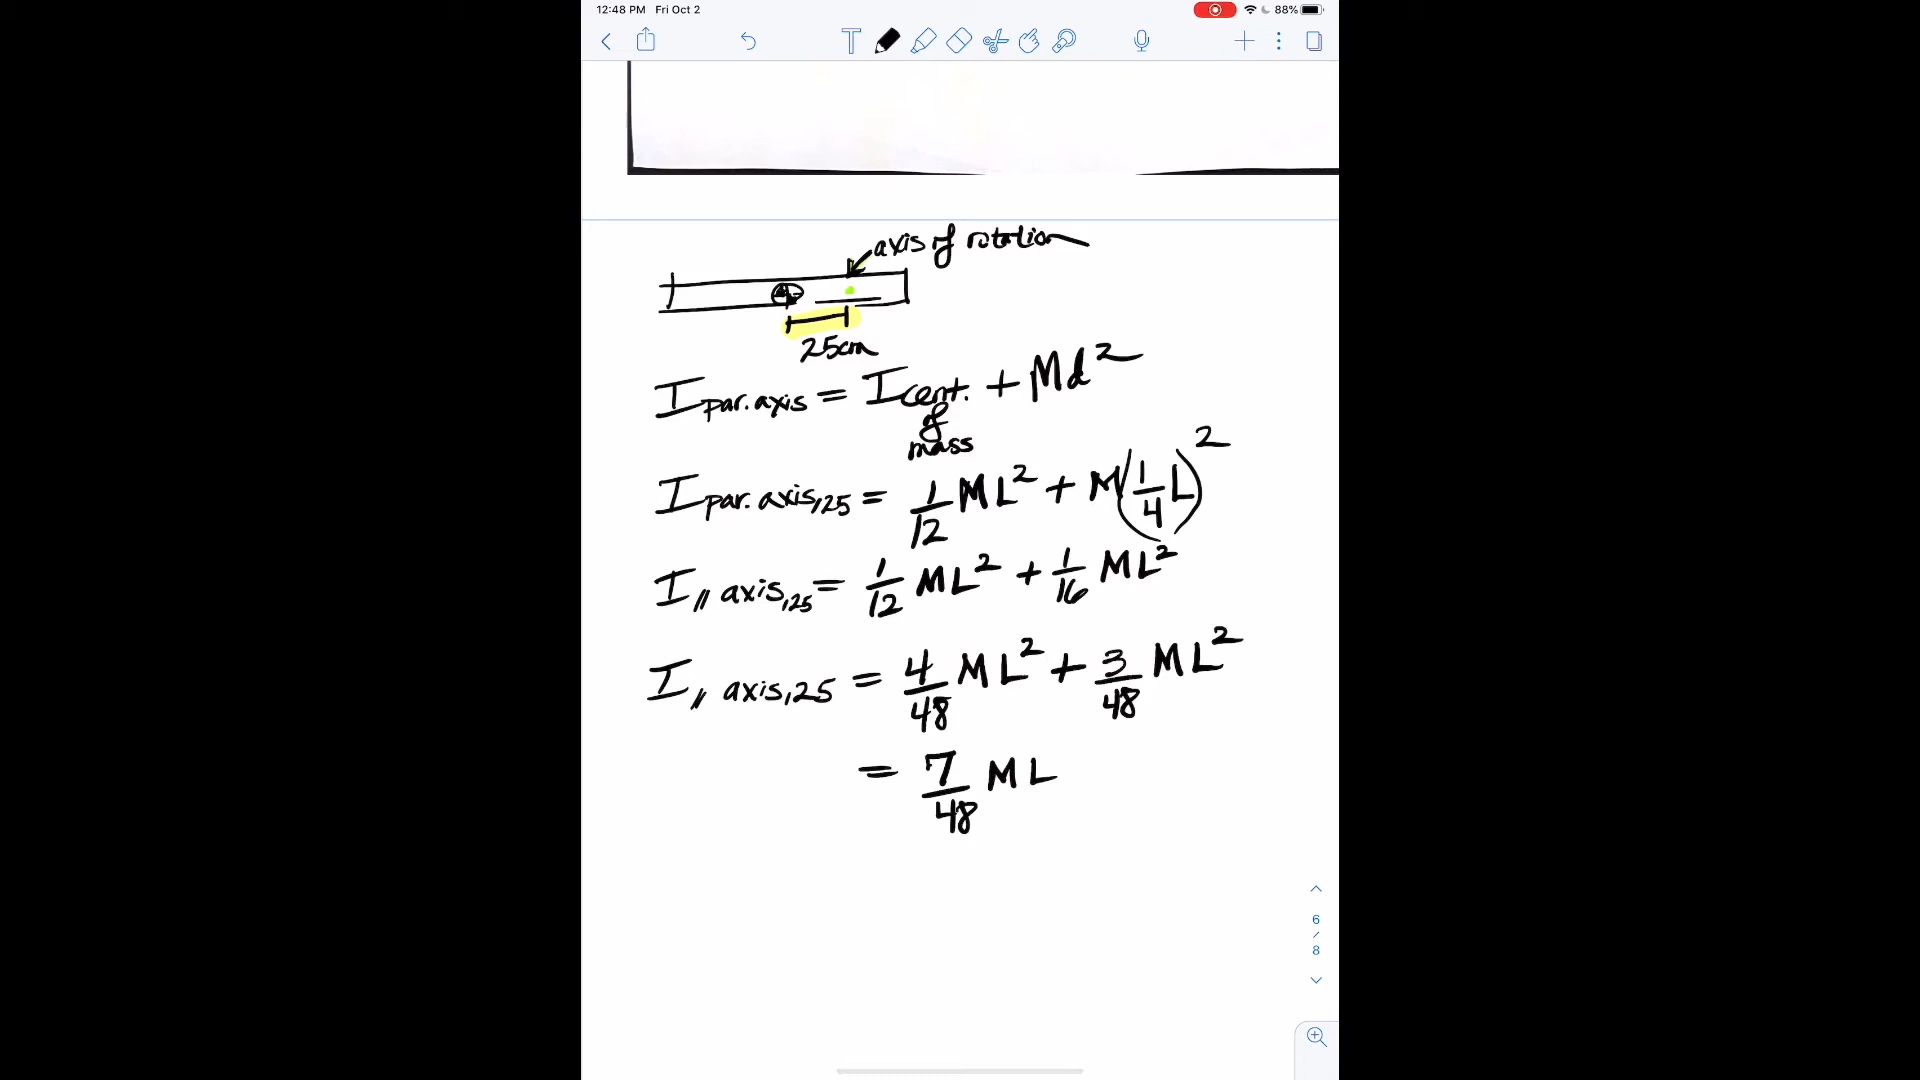 12:48 PM Fri Oct 2
88%
T
axis of rotation
25cm
I par. axis = I cent. of mass + Md²
I par. axis, 25 = 1/12 ML² + M(1/4 L)²
I // axis, 25 = 1/12 ML² + 1/16 ML²
I // axis, 25 = 4/48 ML² + 3/48 ML²
= 7/48 ML
6
/
8